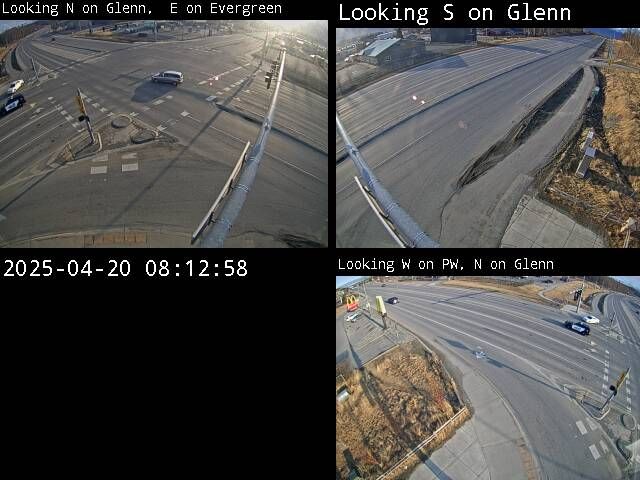 Looking N on Glenn,  E on Evergreen
Looking S on Glenn
2025-04-20 08:12:58
Looking W on PW, N on Glenn